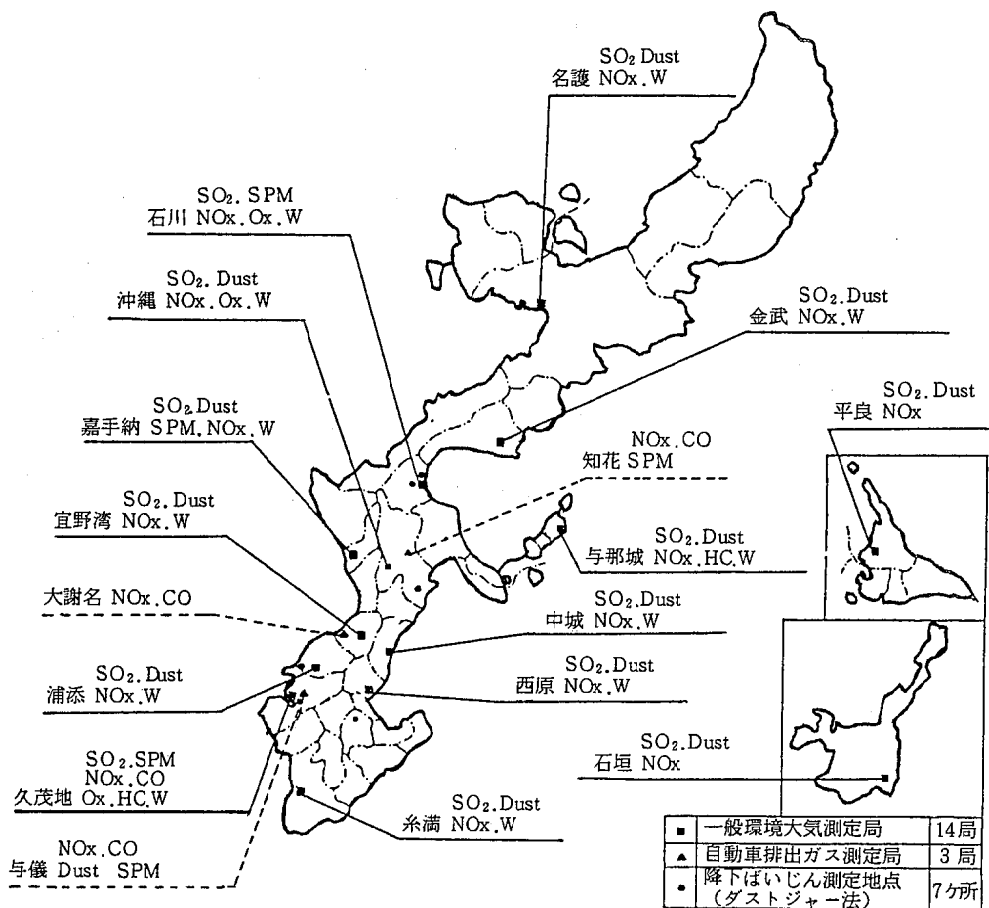 SO₂ Dust
名護 NOx.W
SO₂. SPM
石川 NOx.Ox.W
SO₂. Dust
沖縄 NOx.Ox.W
SO₂.Dust
金武 NOx.W
SO₂.Dust
平良 NOx
SO₂.Dust
嘉手納 SPM.NOx.W
NOx.CO
知花 SPM
SO₂.Dust
宜野湾 NOx.W
SO₂.Dust
与那城 NOx.HC.W
大謝名 NOx.CO
SO₂.Dust
中城 NOx.W
SO₂.Dust
浦添 NOx.W
SO₂.Dust
西原 NOx.W
SO₂.SPM
NOx.CO
久茂地 Ox.HC.W
SO₂.Dust
石垣 NOx
SO₂.Dust
糸満 NOx.W
NOx.CO
与儀 Dust SPM
■ 一般環境大気測定局 14局
▲ 自動車排出ガス測定局 3局
● 降下ばいじん測定地点 7ケ所
(ダストジャー法)